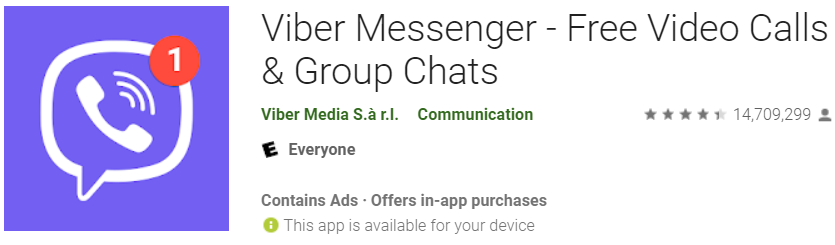 1
Viber Messenger - Free Video Calls
& Group Chats
Viber Media S.à r.l. Communication 14,709,299
E Everyone
Contains Ads · Offers in-app purchases
This app is available for your device